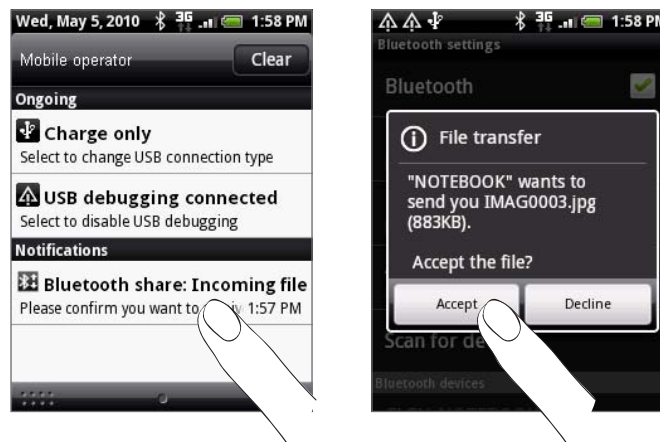 Wed, May 5, 2010 3G 1:58 PM
Mobile operator Clear
Ongoing
Charge only
Select to change USB connection type
USB debugging connected
Select to disable USB debugging
Notifications
Bluetooth share: Incoming file
Please confirm you want to 1:57 PM
3G 1:58 PM
Bluetooth settings
Bluetooth
File transfer
"NOTEBOOK" wants to
send you IMAG0003.jpg
(883KB).
Accept the file?
Accept Decline
Scan for
Bluetooth devices